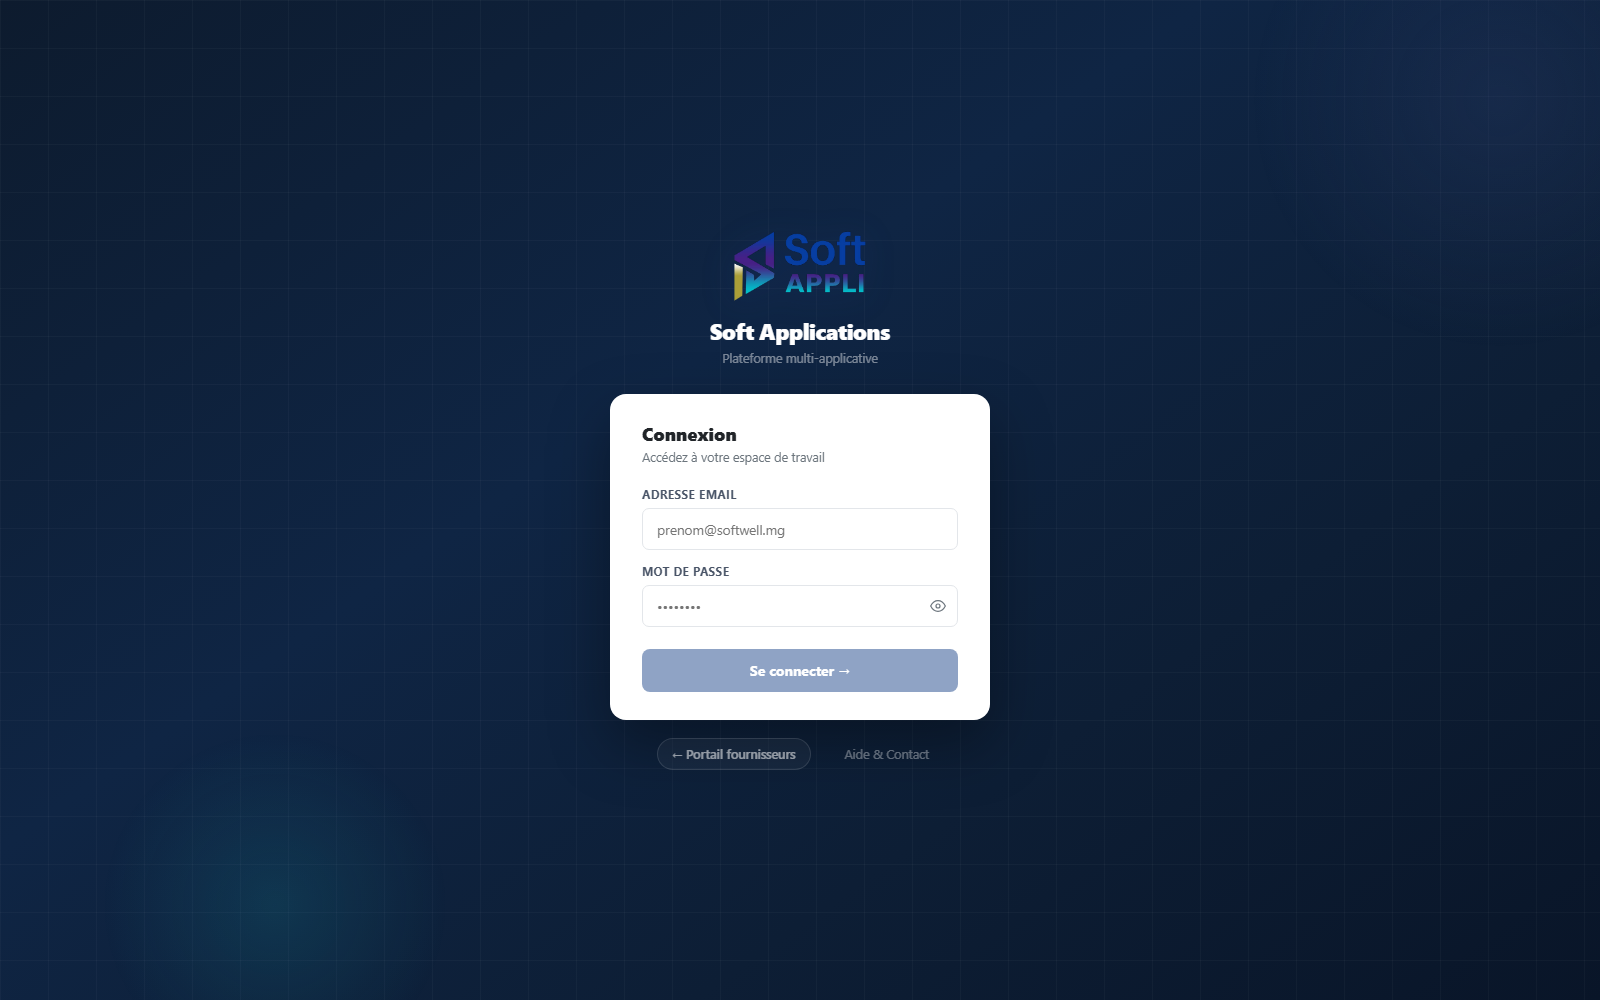 Soft
APPLI
Soft Applications
Plateforme multi-applicative
Connexion
Accédez à votre espace de travail
ADRESSE EMAIL
prenom@softwell.mg
MOT DE PASSE
••••••••
Se connecter →
← Portail fournisseurs
Aide & Contact